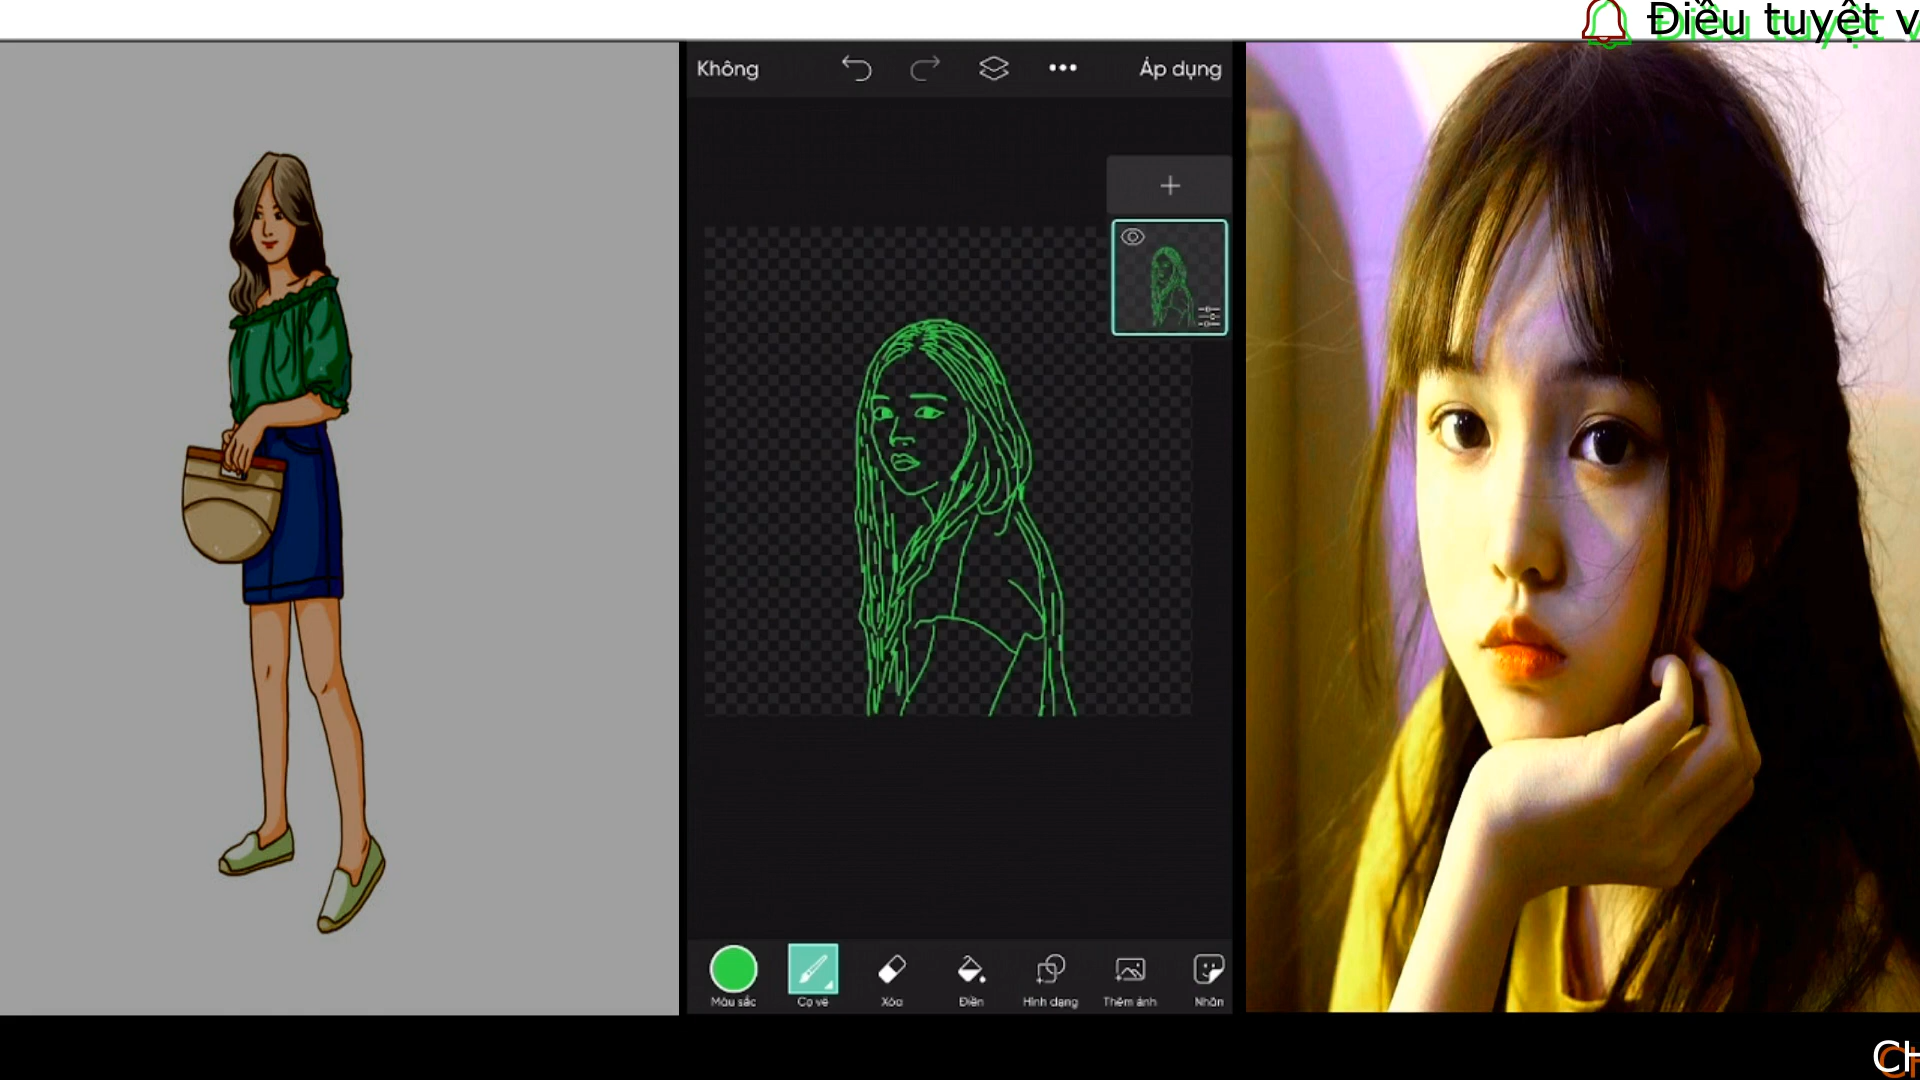 Điều tuyệt v
Không
Áp dụng
Màu sắc
Cọ vẽ
Xóa
Điền
Hình dạng
Thêm ảnh
Nhãn
CH